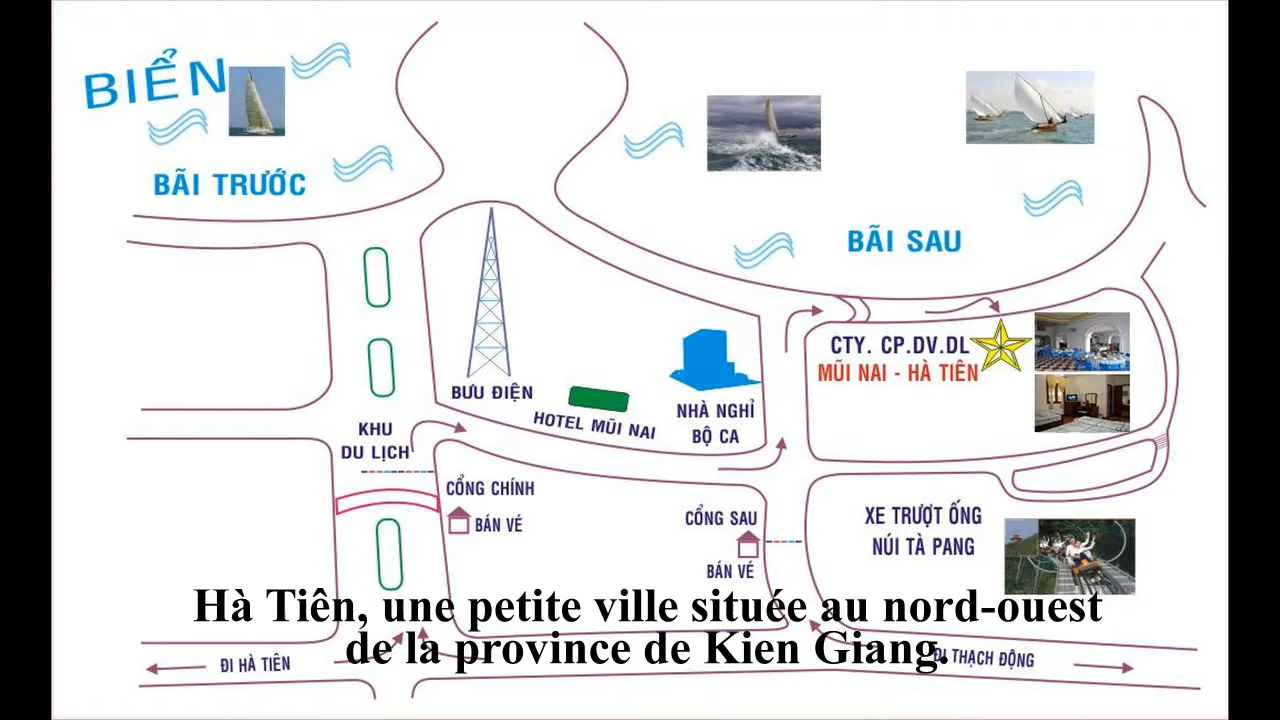 BIỂN
BÃI TRƯỚC
BÃI SAU
CTY. CP.DV.DL
MŨI NAI - HÀ TIÊN
BƯU ĐIỆN
HOTEL MŨI NAI
NHÀ NGHỈ
BỘ CA
KHU
DU LỊCH
CỔNG CHÍNH
BÁN VÉ
CỔNG SAU
BÁN VÉ
XE TRƯỢT ỐNG
NÚI TÀ PANG
Hà Tiên, une petite ville située au nord-ouest
de la province de Kien Giang.
ĐI HÀ TIÊN
ĐI THẠCH ĐỘNG